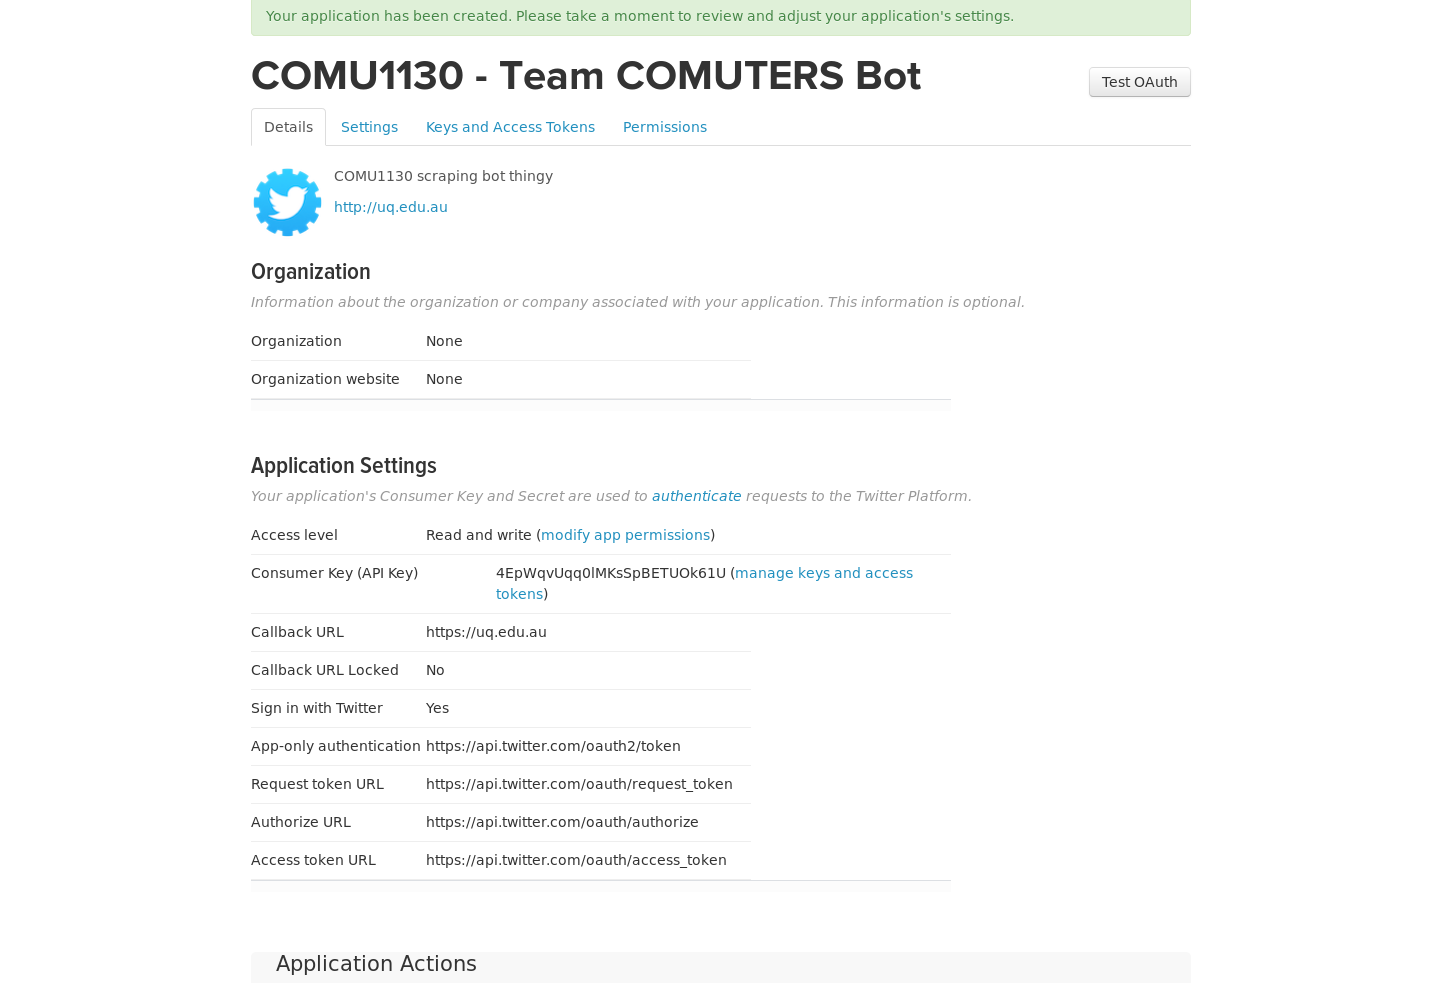 Your application has been created. Please take a moment to review and adjust your application's settings.
COMU1130 - Team COMUTERS Bot
Test OAuth
Details Settings Keys and Access Tokens Permissions
COMU1130 scraping bot thingy
http://uq.edu.au
Organization
Information about the organization or company associated with your application. This information is optional.
Organization None
Organization website None
Application Settings
Your application's Consumer Key and Secret are used to authenticate requests to the Twitter Platform.
Access level Read and write (modify app permissions)
Consumer Key (API Key) 4EpWqvUqq0lMKsSpBETUOk61U (manage keys and access
tokens)
Callback URL https://uq.edu.au
Callback URL Locked No
Sign in with Twitter Yes
App-only authentication https://api.twitter.com/oauth2/token
Request token URL https://api.twitter.com/oauth/request_token
Authorize URL https://api.twitter.com/oauth/authorize
Access token URL https://api.twitter.com/oauth/access_token
Application Actions